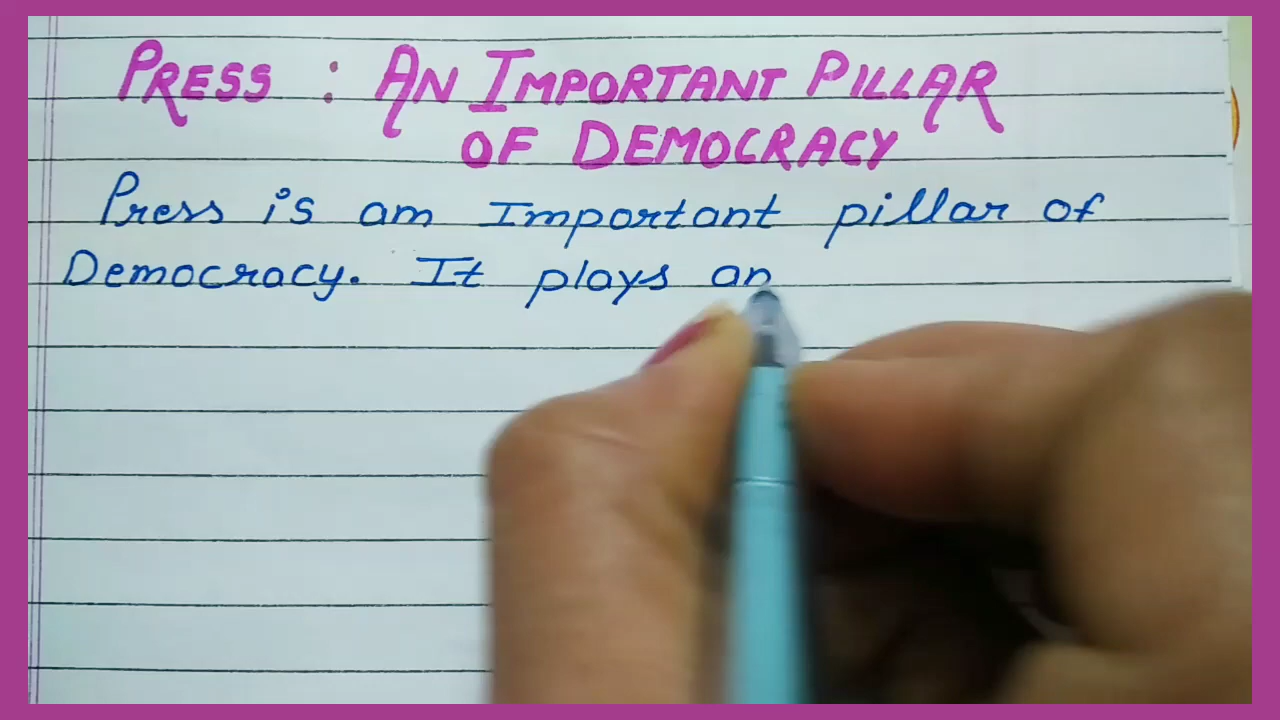 PRESS : AN IMPORTANT PILLAR
OF DEMOCRACY
Press is am Important pillar of
Democracy. It plays an